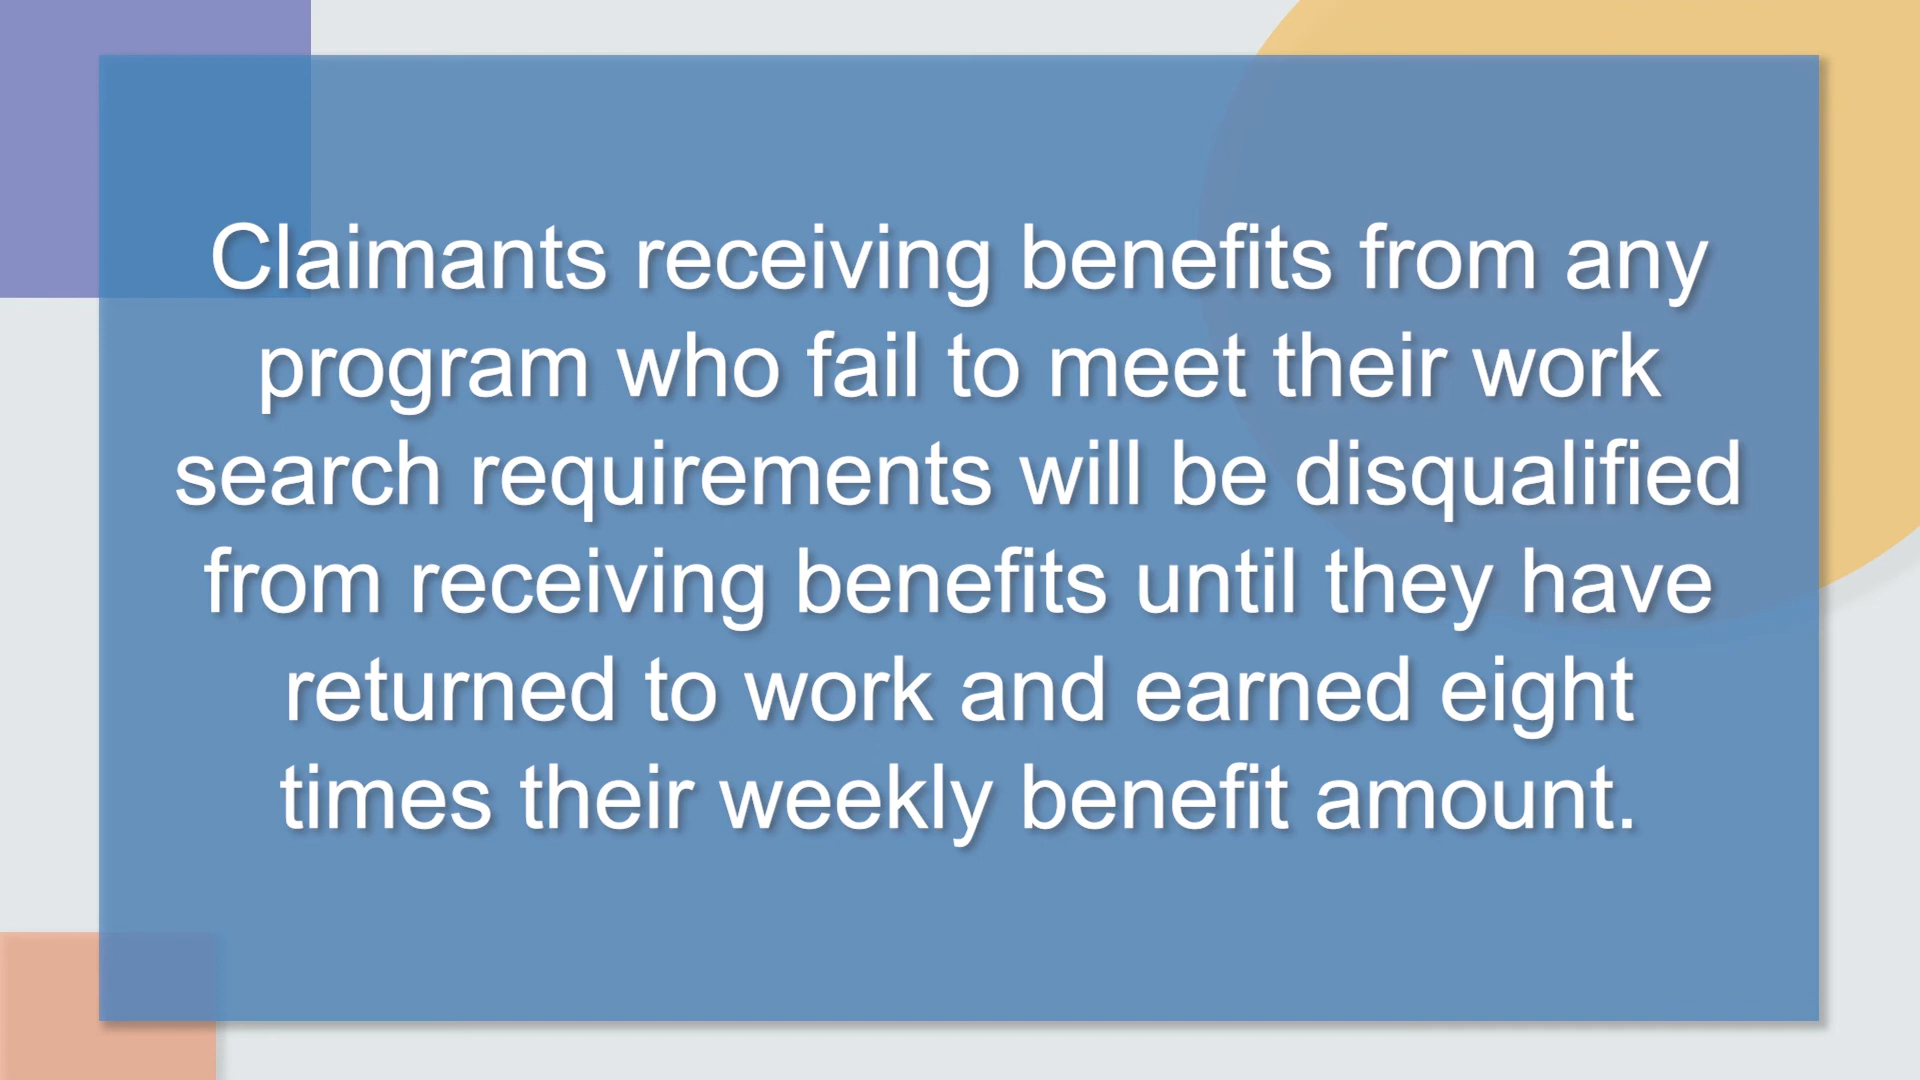 Claimants receiving benefits from any
program who fail to meet their work
search requirements will be disqualified
from receiving benefits until they have
returned to work and earned eight
times their weekly benefit amount.